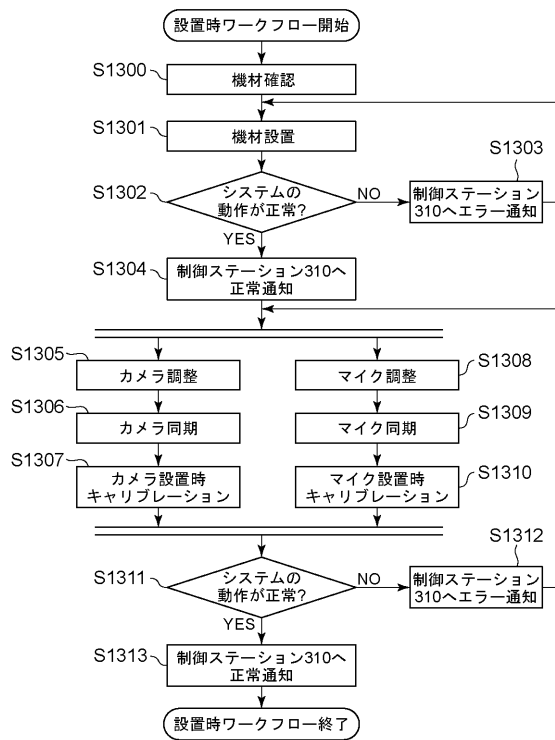 設置時ワークフロー開始
S1300
機材確認
S1301
機材設置
S1302
システムの
動作が正常?
NO
S1303
制御ステーション
310へエラー通知
YES
S1304
制御ステーション310へ
正常通知
S1305
カメラ調整
S1308
マイク調整
S1306
カメラ同期
S1309
マイク同期
S1307
カメラ設置時
キャリブレーション
S1310
マイク設置時
キャリブレーション
S1311
システムの
動作が正常?
NO
S1312
制御ステーション
310へエラー通知
YES
S1313
制御ステーション310へ
正常通知
設置時ワークフロー終了